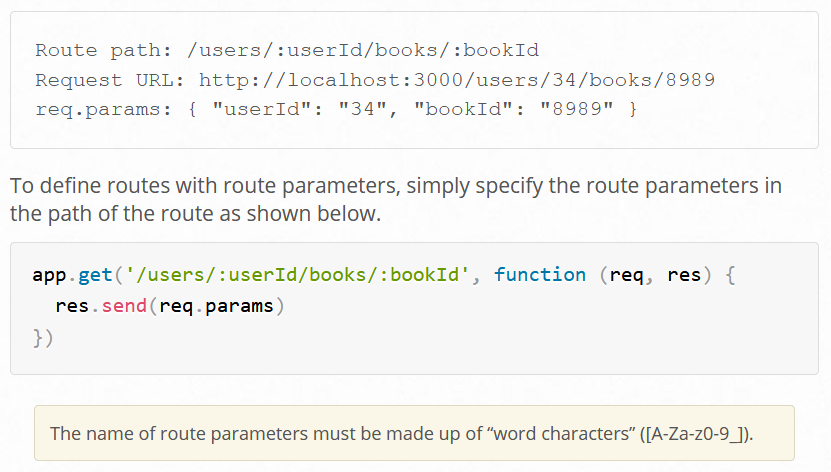 Route path: /users/:userId/books/:bookId
Request URL: http://localhost:3000/users/34/books/8989
req.params: { "userId": "34", "bookId": "8989" }
To define routes with route parameters, simply specify the route parameters in
the path of the route as shown below.
app.get('/users/:userId/books/:bookId', function (req, res) {
  res.send(req.params)
})
The name of route parameters must be made up of “word characters” ([A-Za-z0-9_]).